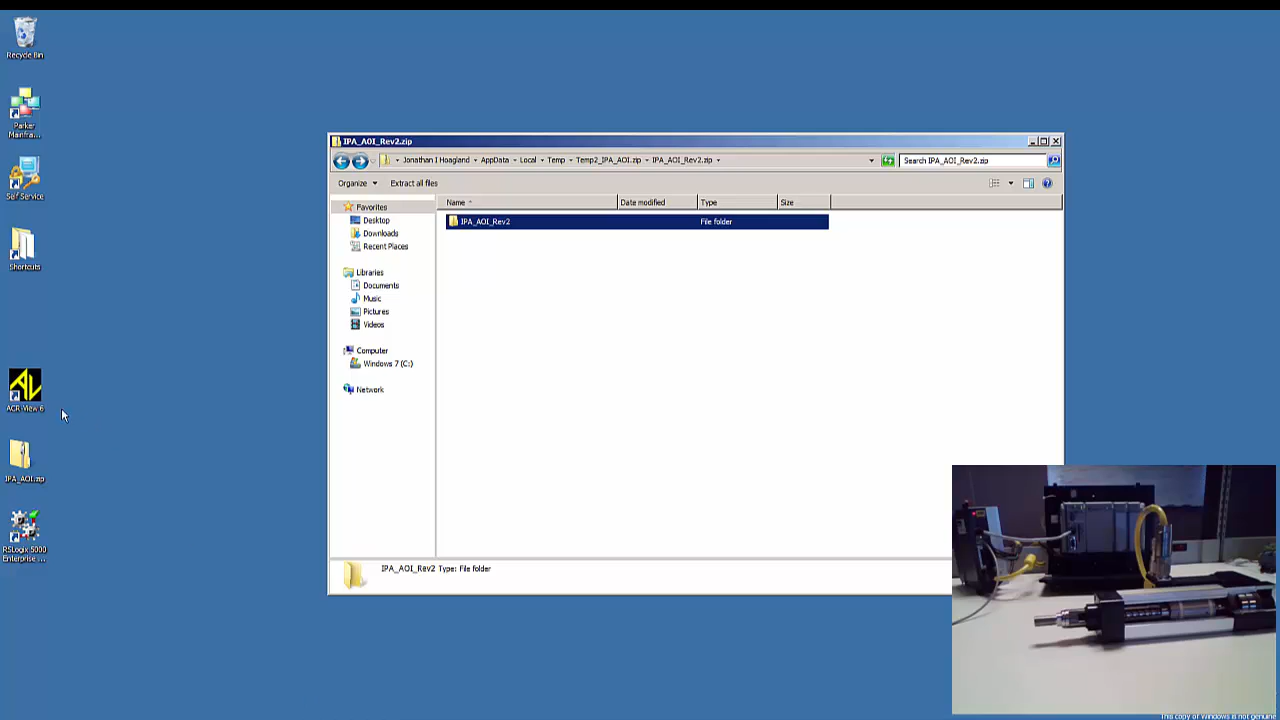 Recycle Bin
Parker
Mainfra...
Self Service
Shortcuts
ACR-View 6
IPA_AOI.zip
RSLogix 5000
Enterprise ...
IPA_AOI_Rev2.zip
Jonathan I Hoagland
AppData
Local
Temp
Temp2_IPA_AOI.zip
IPA_AOI_Rev2.zip
Search IPA_AOI_Rev2.zip
Organize
Extract all files
Name
Date modified
Type
Size
Favorites
Desktop
Downloads
Recent Places
Libraries
Documents
Music
Pictures
Videos
Computer
Windows 7 (C:)
Network
IPA_AOI_Rev2
File folder
IPA_AOI_Rev2 Type: File folder
This copy of Windows is not genuine